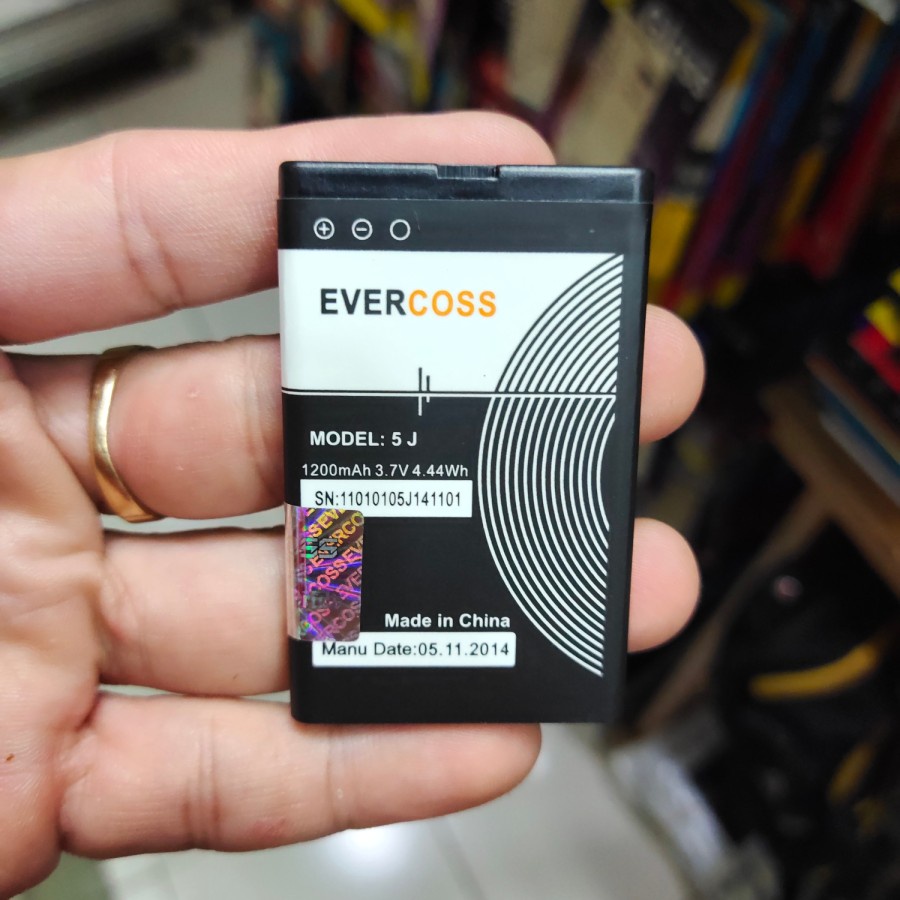 EVERCOSS
MODEL: 5 J
1200mAh 3.7V 4.44Wh
SN:11010105J141101
Made in China
Manu Date:05.11.2014